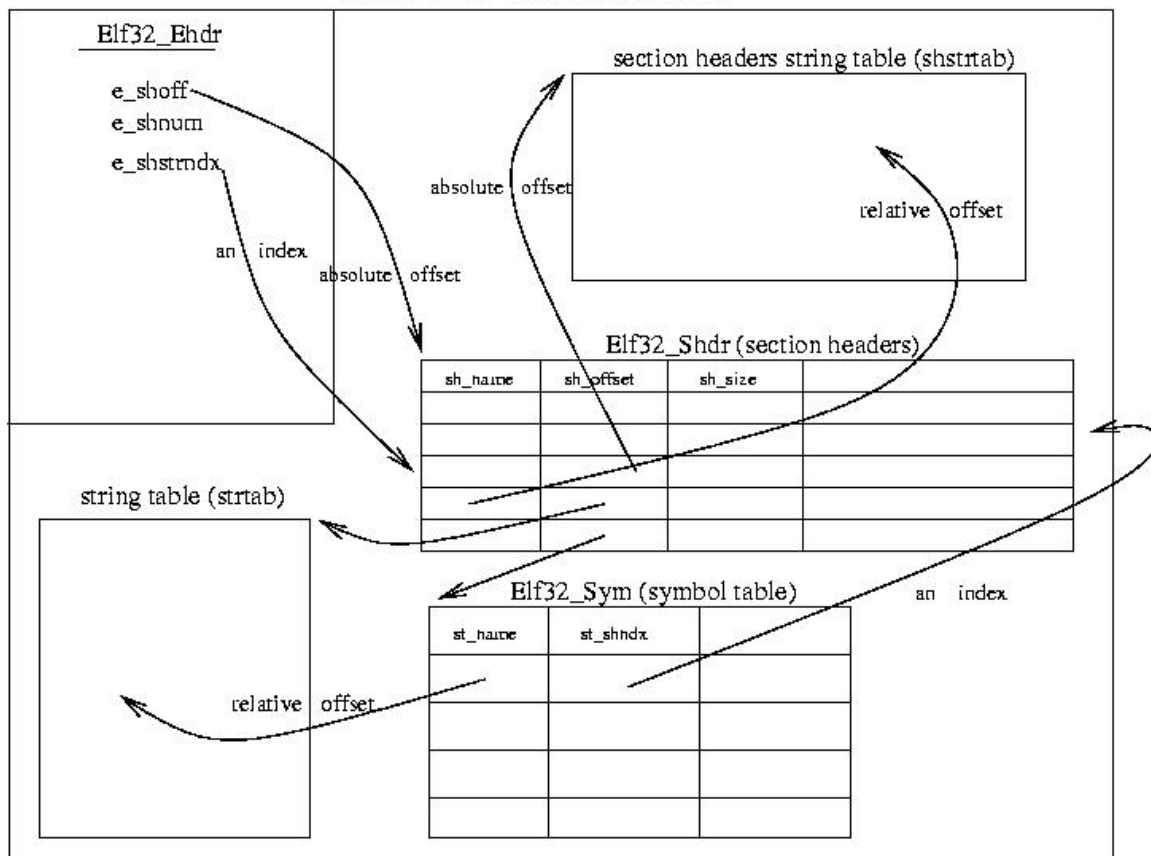 Elf32_Ehdr
e_shoff
e_shnum
e_shstrndx
an index
absolute offset
section headers string table (shstrtab)
absolute offset
relative offset
Elf32_Shdr (section headers)
sh_name sh_offset sh_size
string table (strtab)
Elf32_Sym (symbol table)
st_name st_shndx
an index
relative offset